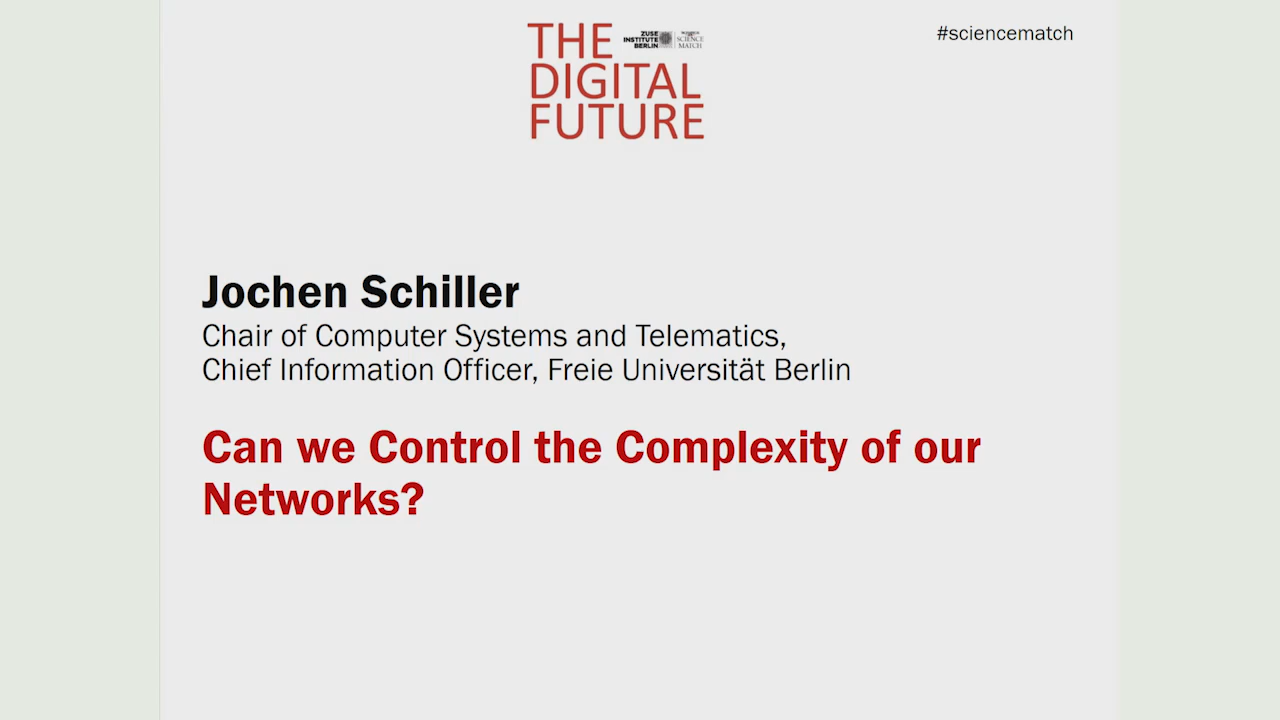 THE
DIGITAL
FUTURE
ZUSE
INSTITUTE
BERLIN
SCIENCE
MATCH
#sciencematch
Jochen Schiller
Chair of Computer Systems and Telematics,
Chief Information Officer, Freie Universität Berlin
Can we Control the Complexity of our
Networks?